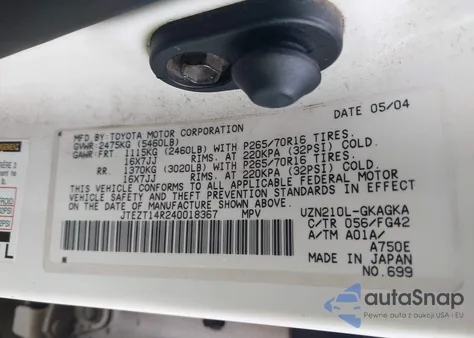 DATE 05/04
MFD BY: TOYOTA MOTOR CORPORATION
GVWR 2475KG (5460LB)
GAWR: FRT 1115KG (2460LB) WITH P265/70R16 TIRES.
16X7JJ RIMS. AT 220KPA (32PSI) COLD.
RR. 1370KG (3020LB) WITH P265/70R16 TIRES.
16X7JJ RIMS. AT 220KPA (32PSI) COLD.
THIS VEHICLE CONFORMS TO ALL APPLICABLE FEDERAL MOTOR
VEHICLE SAFETY AND THEFT PREVENTION STANDARDS IN EFFECT
ON THE DATE OF MANUFACTURE SHOWN ABOVE.
JTEZT14R240018367 MPV UZN210L-GKAGKA
C/TR 056/FG42
A/TM A01A/
A750E
MADE IN JAPAN
NO.699
L
autoSnap
Pewne auta z aukcji USA i EU